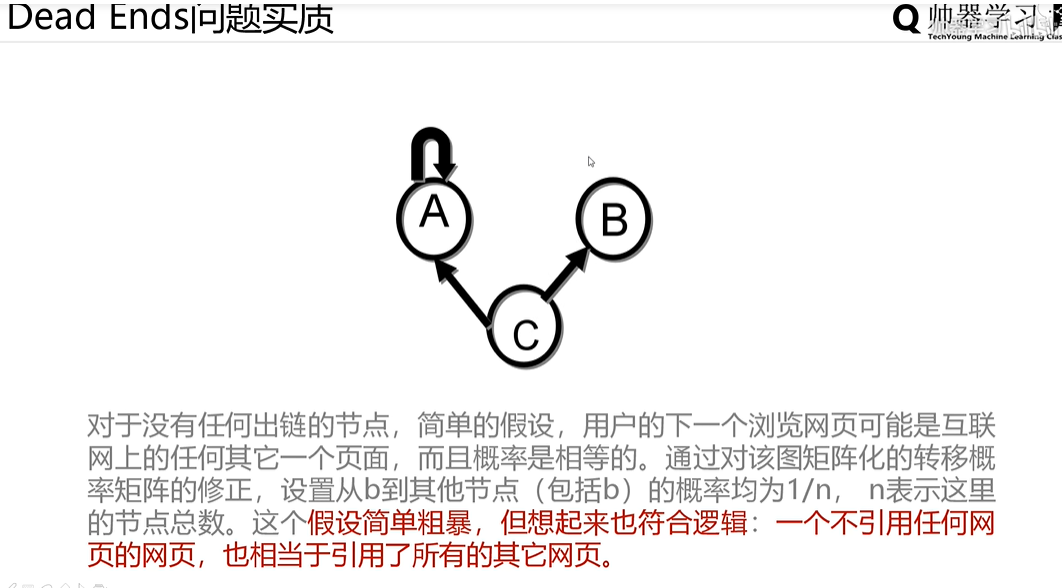 Dead Ends问题实质
Q 帅器学习
TechYoung Machine Learning Clas
A
B
C
对于没有任何出链的节点，简单的假设，用户的下一个浏览网页可能是互联
网上的任何其它一个页面，而且概率是相等的。通过对该图矩阵化的转移概
率矩阵的修正，设置从b到其他节点（包括b）的概率均为1/n， n表示这里
的节点总数。这个假设简单粗暴，但想起来也符合逻辑：一个不引用任何网
页的网页，也相当于引用了所有的其它网页。